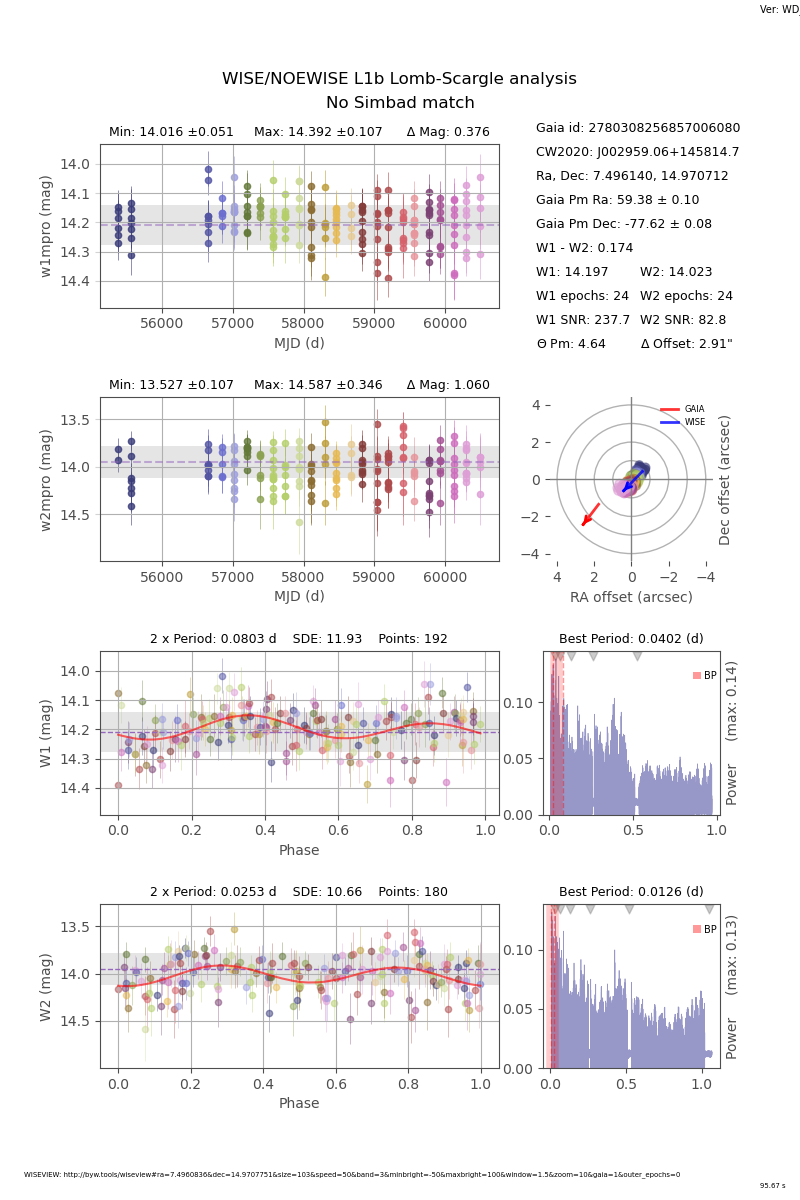 Ver: WD_
WISE/NOEWISE L1b Lomb-Scargle analysis
No Simbad match
Min: 14.016 ±0.051 Max: 14.392 ±0.107 Δ Mag: 0.376
w1mpro (mag)
14.0
14.1
14.2
14.3
14.4
56000 57000 58000 59000 60000
MJD (d)
Gaia id: 2780308256857006080
CW2020: J002959.06+145814.7
Ra, Dec: 7.496140, 14.970712
Gaia Pm Ra: 59.38 ± 0.10
Gaia Pm Dec: -77.62 ± 0.08
W1 - W2: 0.174
W1: 14.197 W2: 14.023
W1 epochs: 24 W2 epochs: 24
W1 SNR: 237.7 W2 SNR: 82.8
Θ Pm: 4.64 Δ Offset: 2.91"
Min: 13.527 ±0.107 Max: 14.587 ±0.346 Δ Mag: 1.060
w2mpro (mag)
13.5
14.0
14.5
56000 57000 58000 59000 60000
MJD (d)
GAIA
WISE
4
2
0
−2
−4
4 2 0 −2 −4
RA offset (arcsec)
Dec offset (arcsec)
2 x Period: 0.0803 d SDE: 11.93 Points: 192
W1 (mag)
14.0
14.1
14.2
14.3
14.4
0.0 0.2 0.4 0.6 0.8 1.0
Phase
Best Period: 0.0402 (d)
BP
0.10
0.05
0.00
0.0 0.5 1.0
Power (max: 0.14)
2 x Period: 0.0253 d SDE: 10.66 Points: 180
W2 (mag)
13.5
14.0
14.5
0.0 0.2 0.4 0.6 0.8 1.0
Phase
Best Period: 0.0126 (d)
BP
0.10
0.05
0.00
0.0 0.5 1.0
Power (max: 0.13)
WISEVIEW: http://byw.tools/wiseview#ra=7.4960836&dec=14.9707751&size=103&speed=50&band=3&minbright=-50&maxbright=100&window=1.5&zoom=10&gaia=1&outer_epochs=0
95.67 s